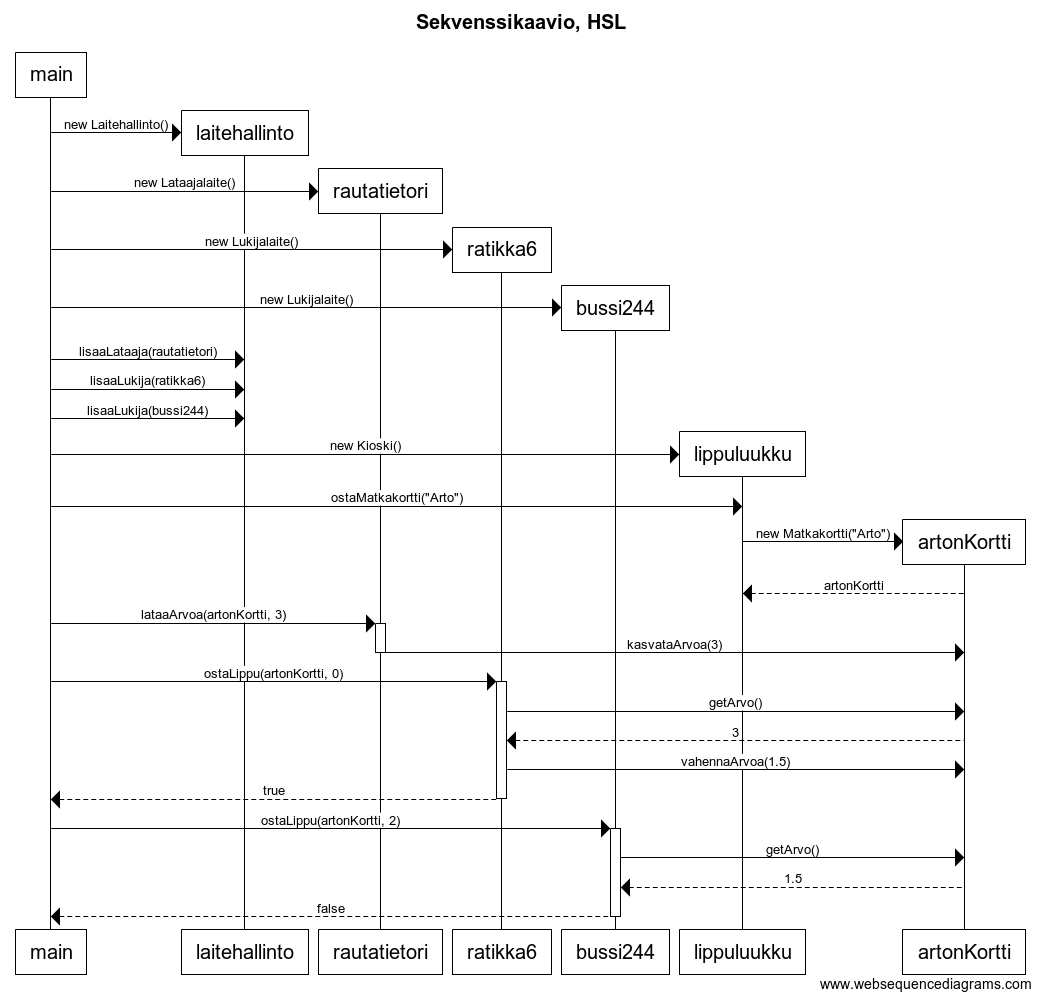 Sekvenssikaavio, HSL
main
new Laitehallinto()
laitehallinto
new Lataajalaite()
rautatietori
new Lukijalaite()
ratikka6
new Lukijalaite()
bussi244
lisaaLataaja(rautatietori)
lisaaLukija(ratikka6)
lisaaLukija(bussi244)
new Kioski()
lippuluukku
ostaMatkakortti("Arto")
new Matkakortti("Arto")
artonKortti
artonKortti
lataaArvoa(artonKortti, 3)
kasvataArvoa(3)
ostaLippu(artonKortti, 0)
getArvo()
3
vahennaArvoa(1.5)
true
ostaLippu(artonKortti, 2)
getArvo()
1.5
false
main
laitehallinto
rautatietori
ratikka6
bussi244
lippuluukku
artonKortti
www.websequencediagrams.com